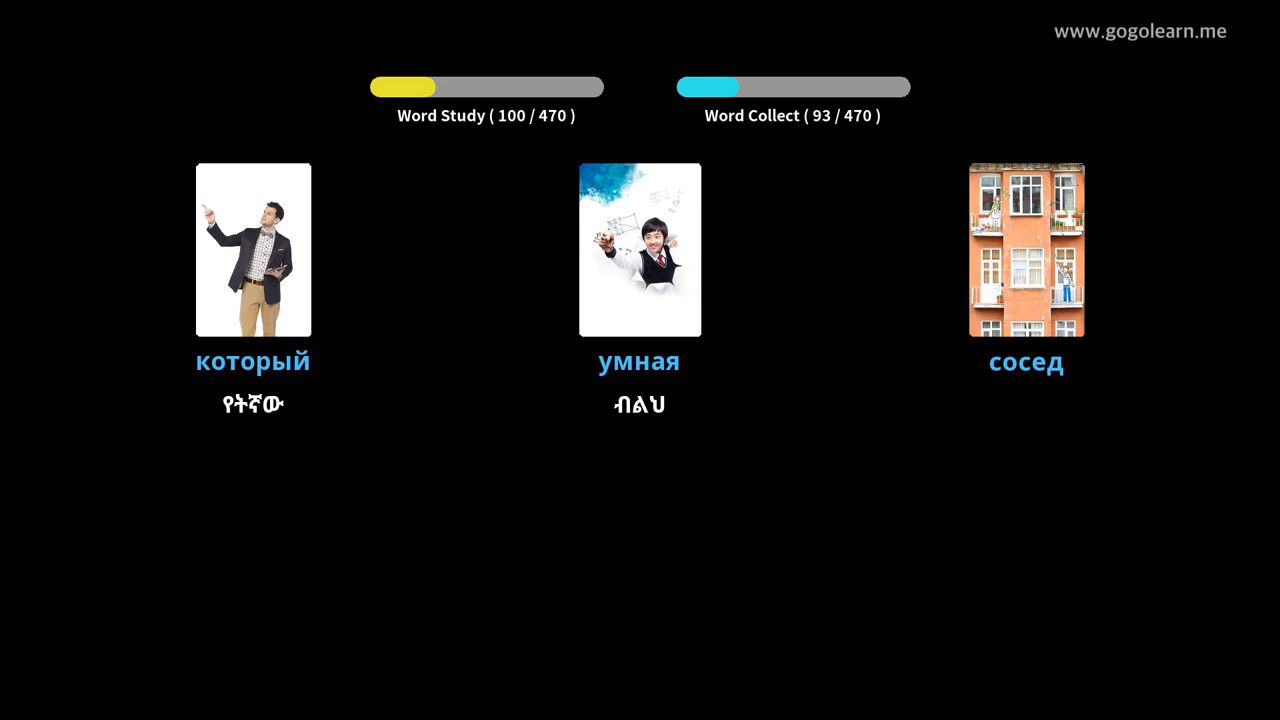 www.gogolearn.me
Word Study ( 100 / 470 )
Word Collect ( 93 / 470 )
который
умная
сосед
የትኛው
ብልህ